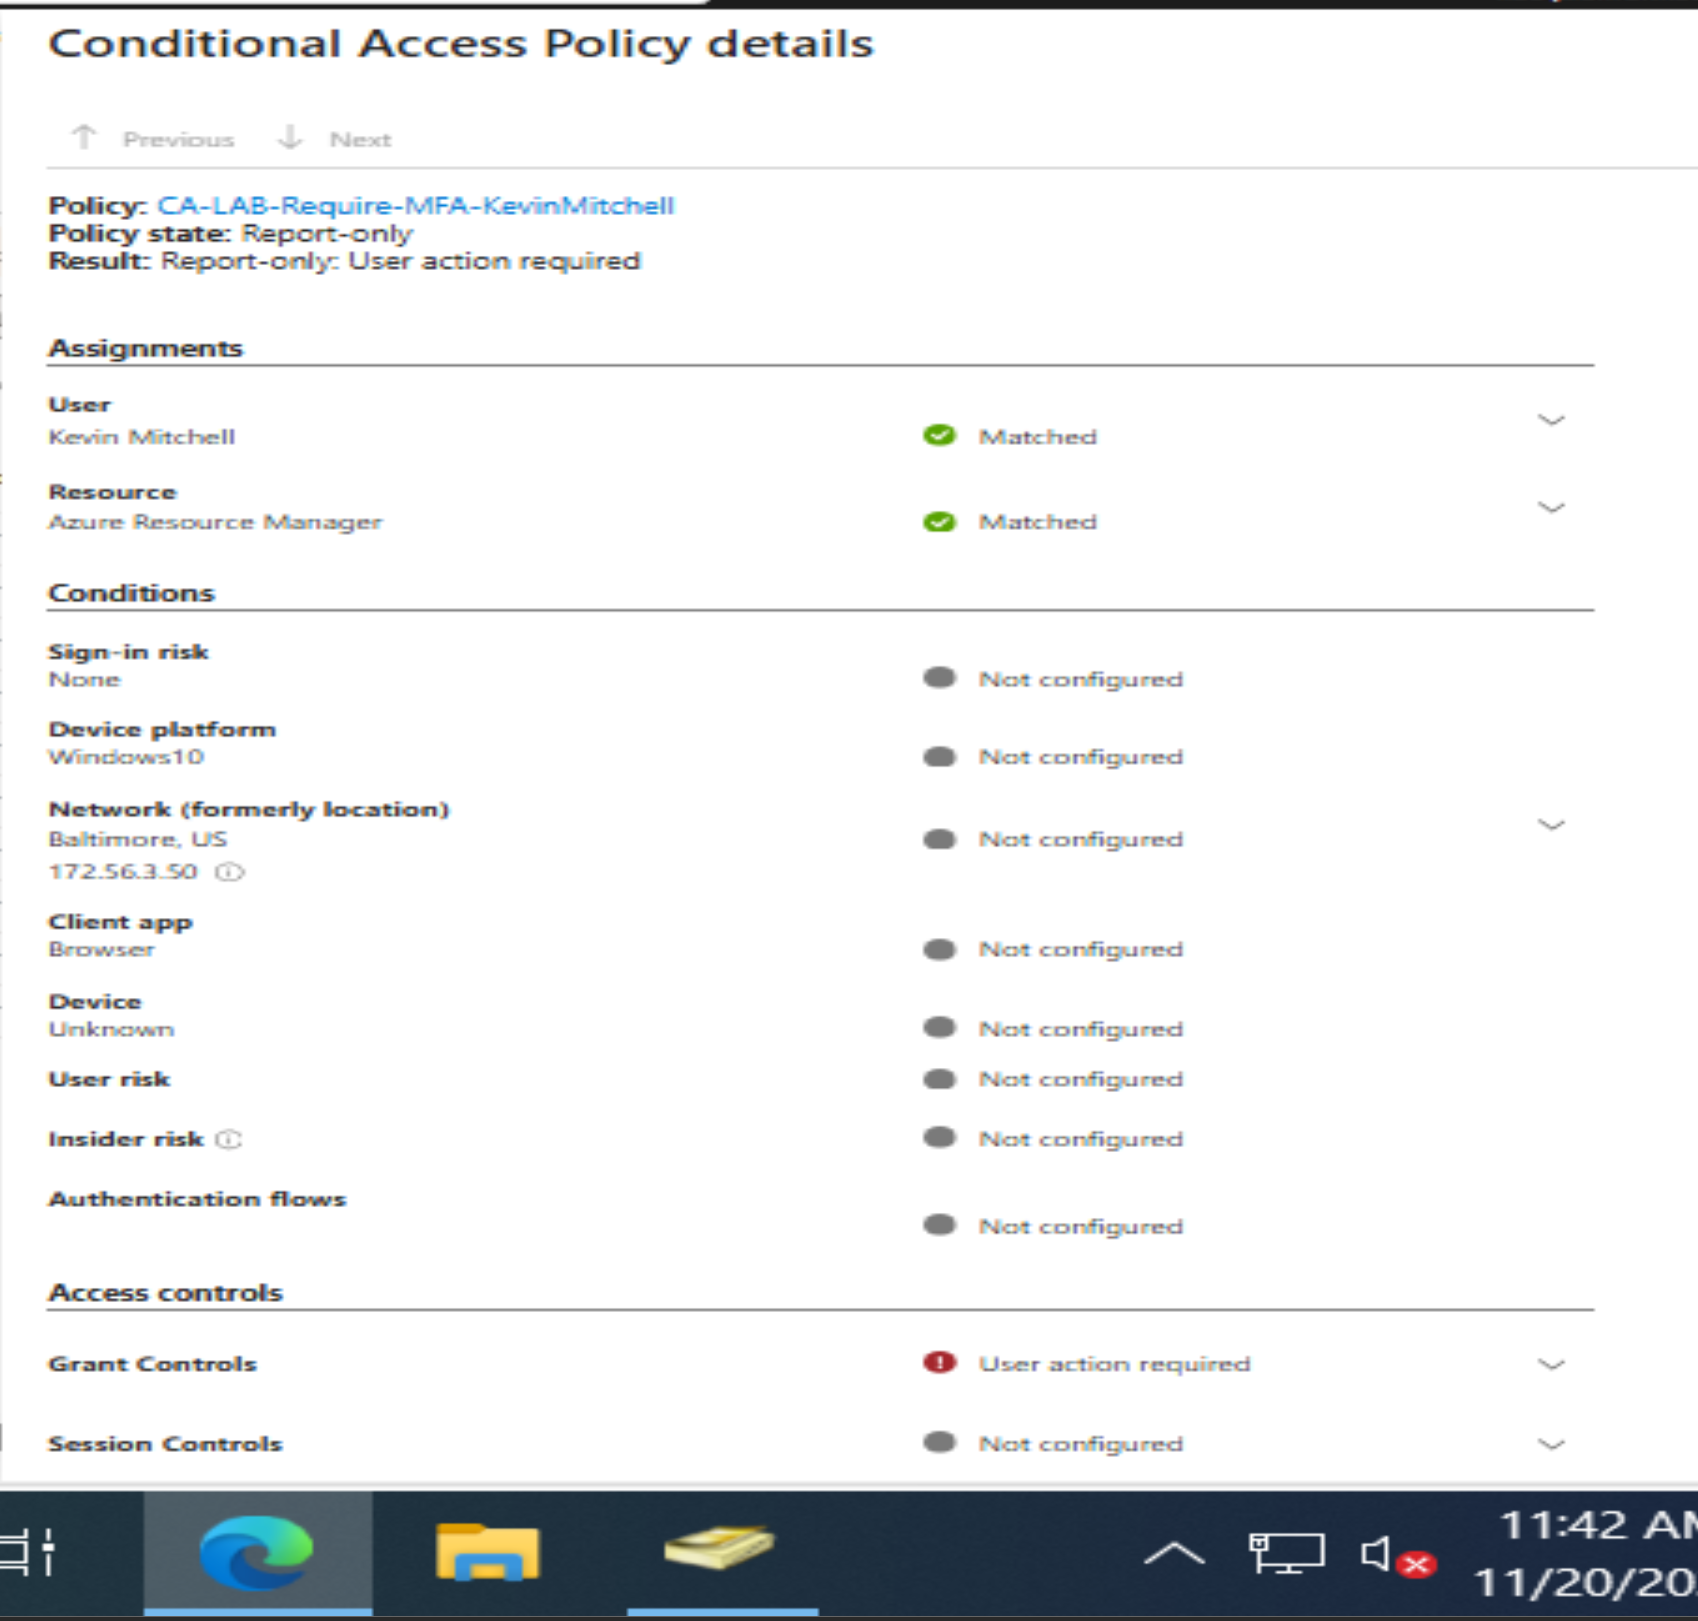 Conditional Access Policy details
Previous Next
Policy: CA-LAB-Require-MFA-KevinMitchell
Policy state: Report-only
Result: Report-only: User action required
Assignments
User
Kevin Mitchell Matched
Resource
Azure Resource Manager Matched
Conditions
Sign-in risk
None Not configured
Device platform
Windows10 Not configured
Network (formerly location)
Baltimore, US Not configured
172.56.3.50
Client app
Browser Not configured
Device
Unknown Not configured
User risk Not configured
Insider risk Not configured
Authentication flows
Not configured
Access controls
Grant Controls User action required
Session Controls Not configured
11:42 AM
11/20/20